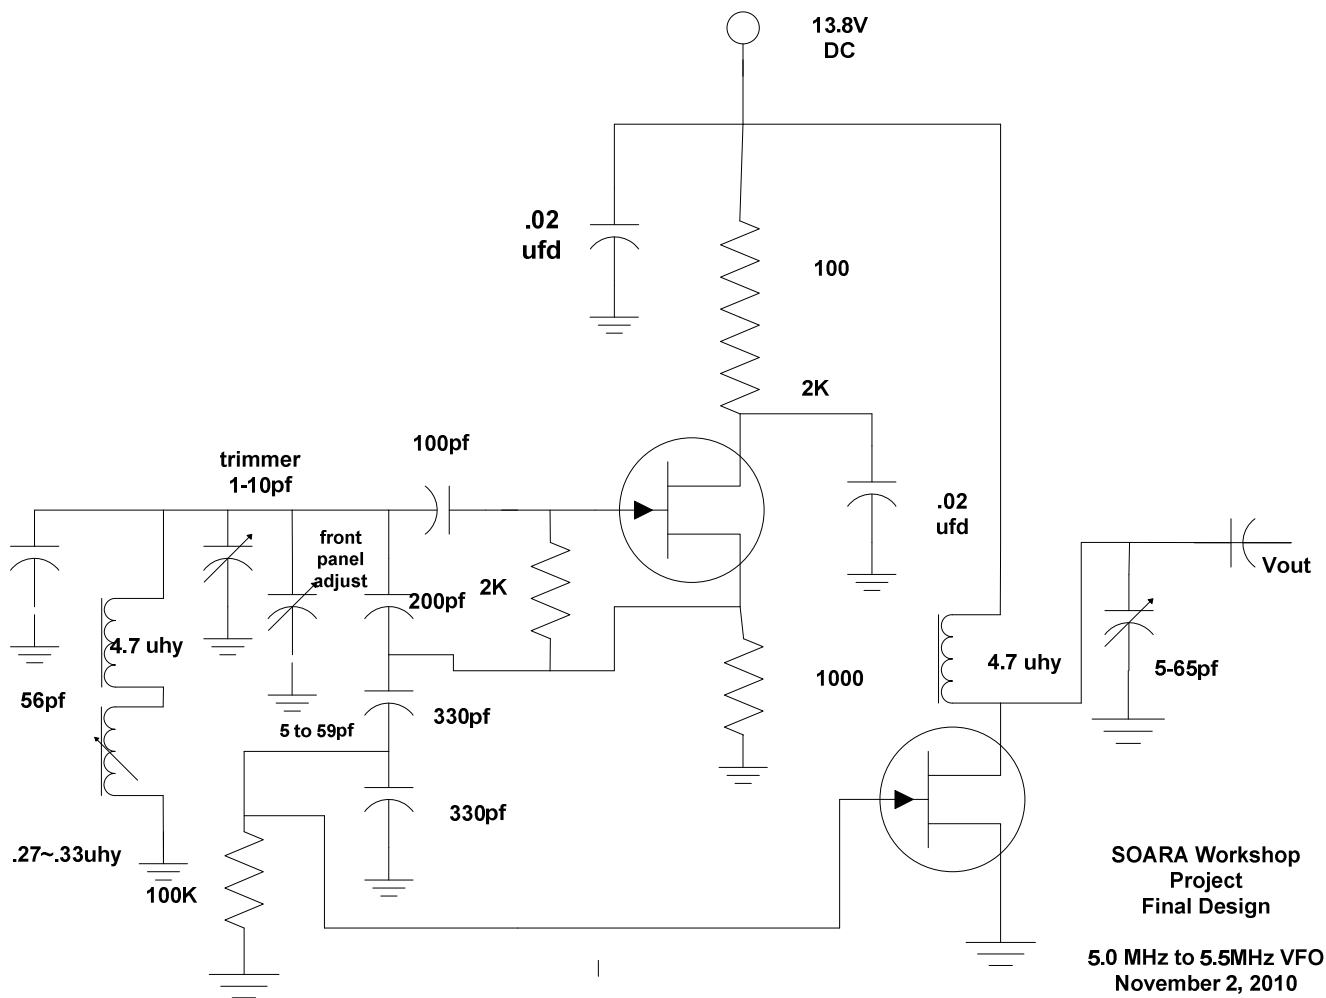 13.8V
DC
.02
ufd
100
2K
100pf
trimmer
1-10pf
.02
ufd
front
panel
adjust
Vout
2K
200pf
4.7 uhy
4.7 uhy
5-65pf
1000
56pf
330pf
5 to 59pf
330pf
.27~.33uhy
100K
SOARA Workshop
Project
Final Design
5.0 MHz to 5.5MHz VFO
November 2, 2010